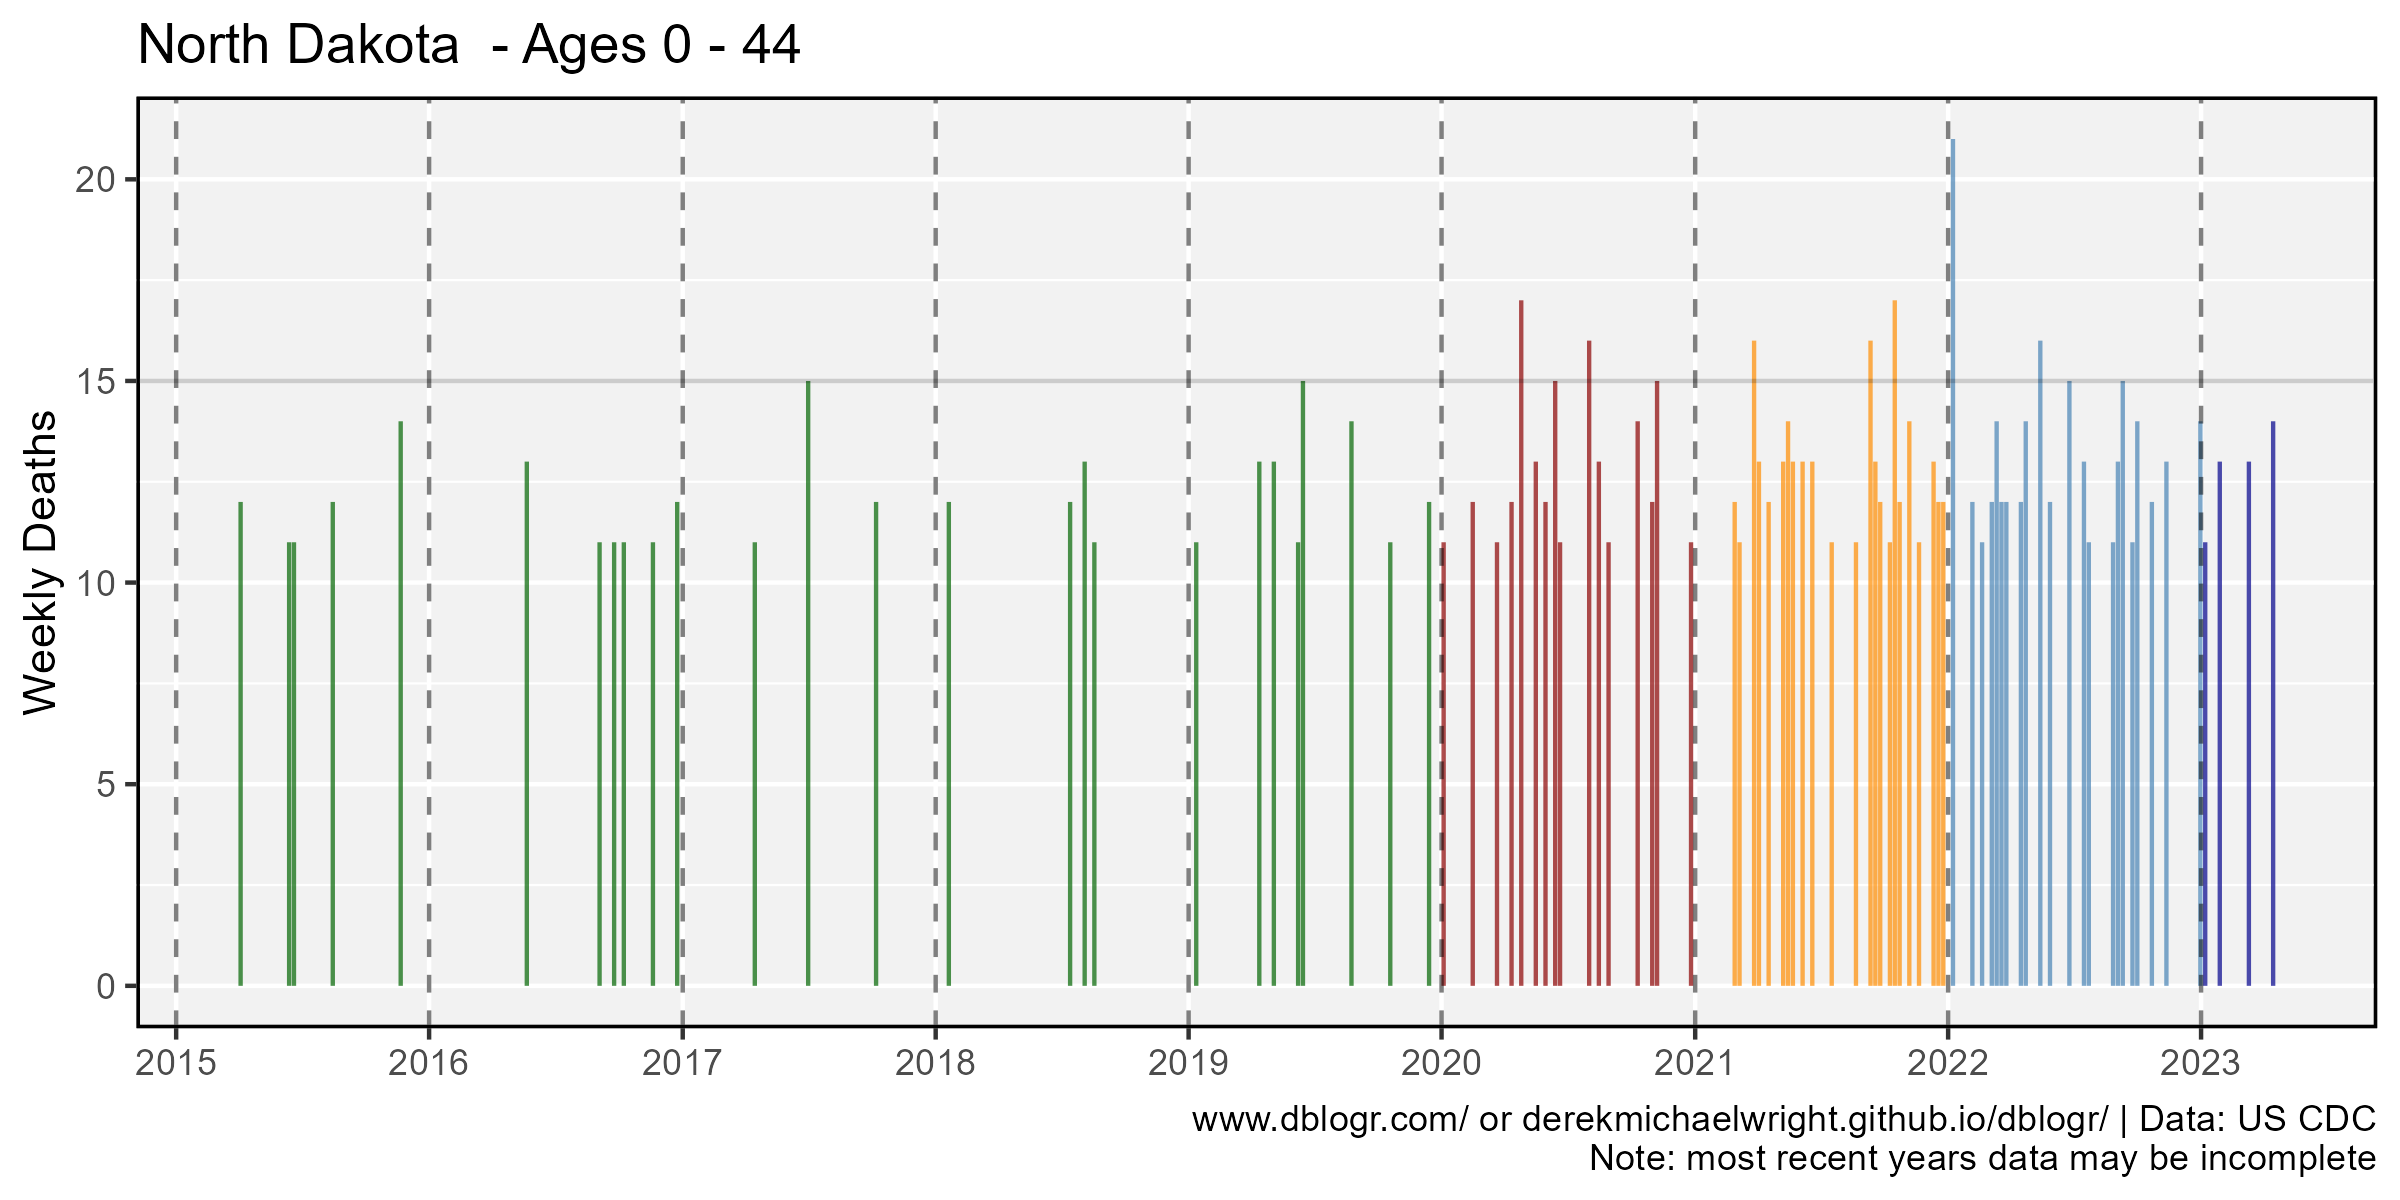 North Dakota  - Ages 0 - 44
Weekly Deaths
20
15
10
5
0
2015 2016 2017 2018 2019 2020 2021 2022 2023
www.dblogr.com/ or derekmichaelwright.github.io/dblogr/ | Data: US CDC
Note: most recent years data may be incomplete